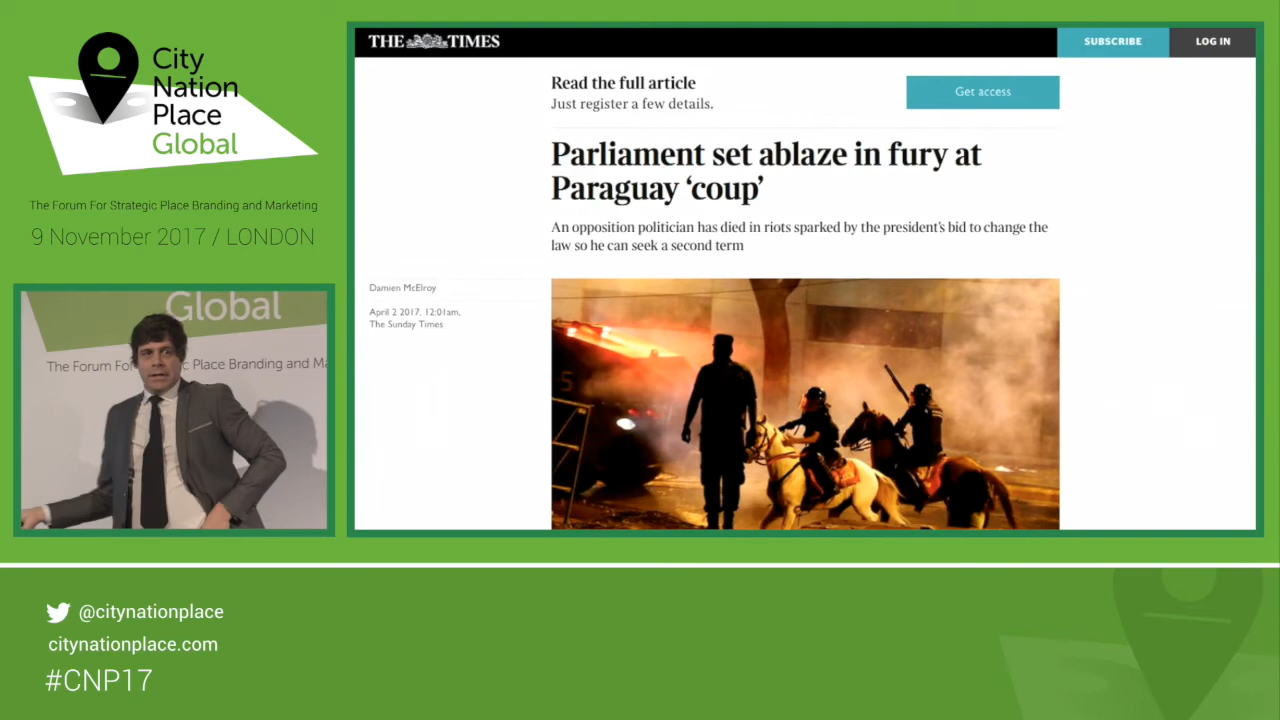 City
Nation
Place
Global
The Forum For Strategic Place Branding and Marketing
9 November 2017 / LONDON
Global
The Forum For
c Place Branding and Ma
@citynationplace
citynationplace.com
#CNP17
THE TIMES
SUBSCRIBE
LOG IN
Read the full article
Just register a few details.
Get access
Parliament set ablaze in fury at
Paraguay ‘coup’
An opposition politician has died in riots sparked by the president’s bid to change the
law so he can seek a second term
Damien McElroy
April 2 2017, 12:01am,
The Sunday Times
5